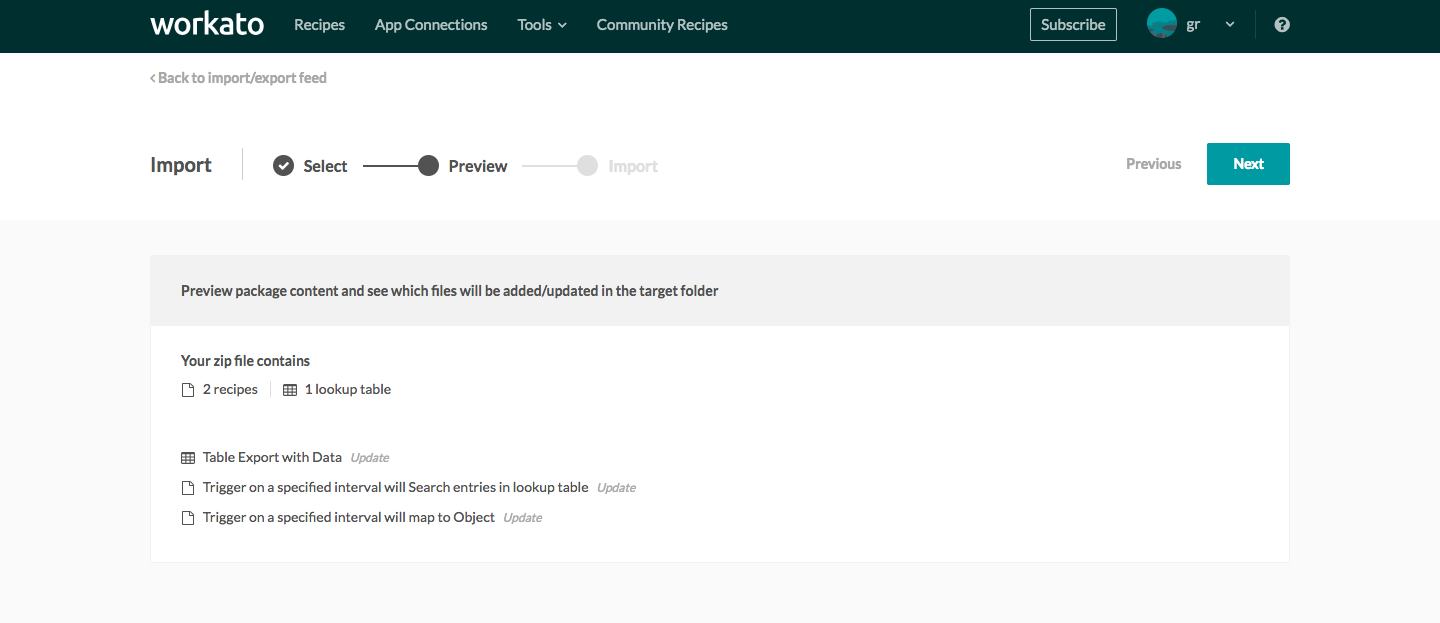 workato Recipes App Connections Tools Community Recipes Subscribe gr ?
Back to import/export feed
Import Select Preview Import Previous Next
Preview package content and see which files will be added/updated in the target folder
Your zip file contains
2 recipes 1 lookup table
Table Export with Data Update
Trigger on a specified interval will Search entries in lookup table Update
Trigger on a specified interval will map to Object Update